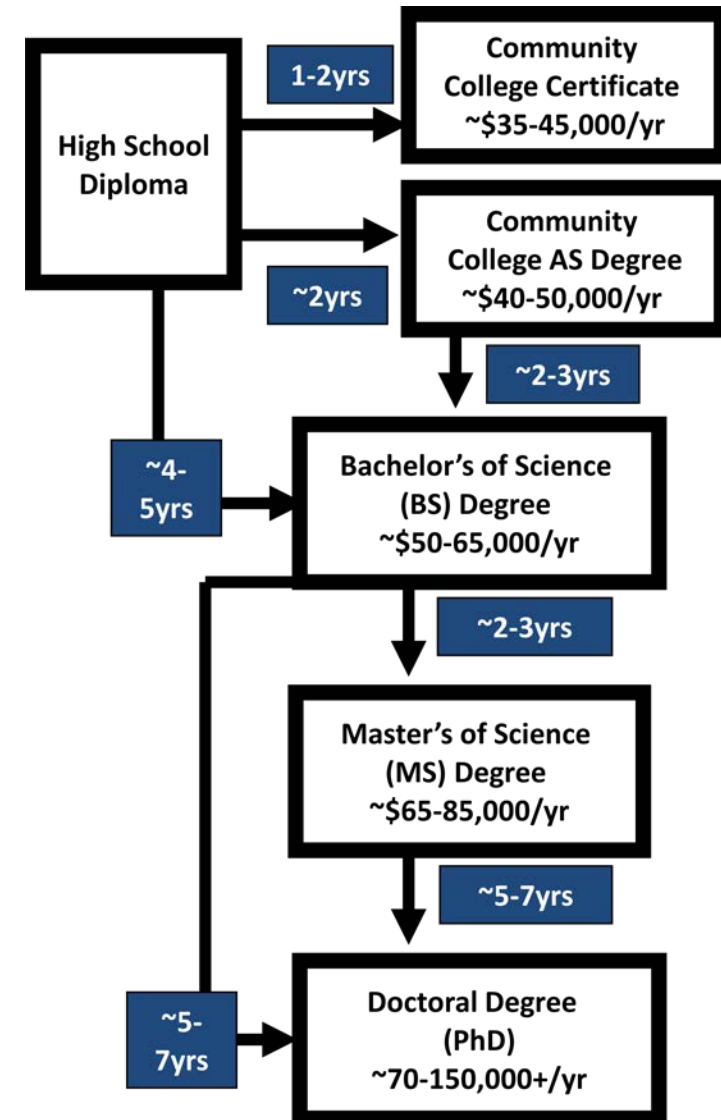 High School
Diploma
1-2yrs
Community
College Certificate
~$35-45,000/yr
~2yrs
Community
College AS Degree
~$40-50,000/yr
~2-3yrs
~4-
5yrs
Bachelor’s of Science
(BS) Degree
~$50-65,000/yr
~2-3yrs
Master’s of Science
(MS) Degree
~$65-85,000/yr
~5-7yrs
~5-
7yrs
Doctoral Degree
(PhD)
~70-150,000+/yr